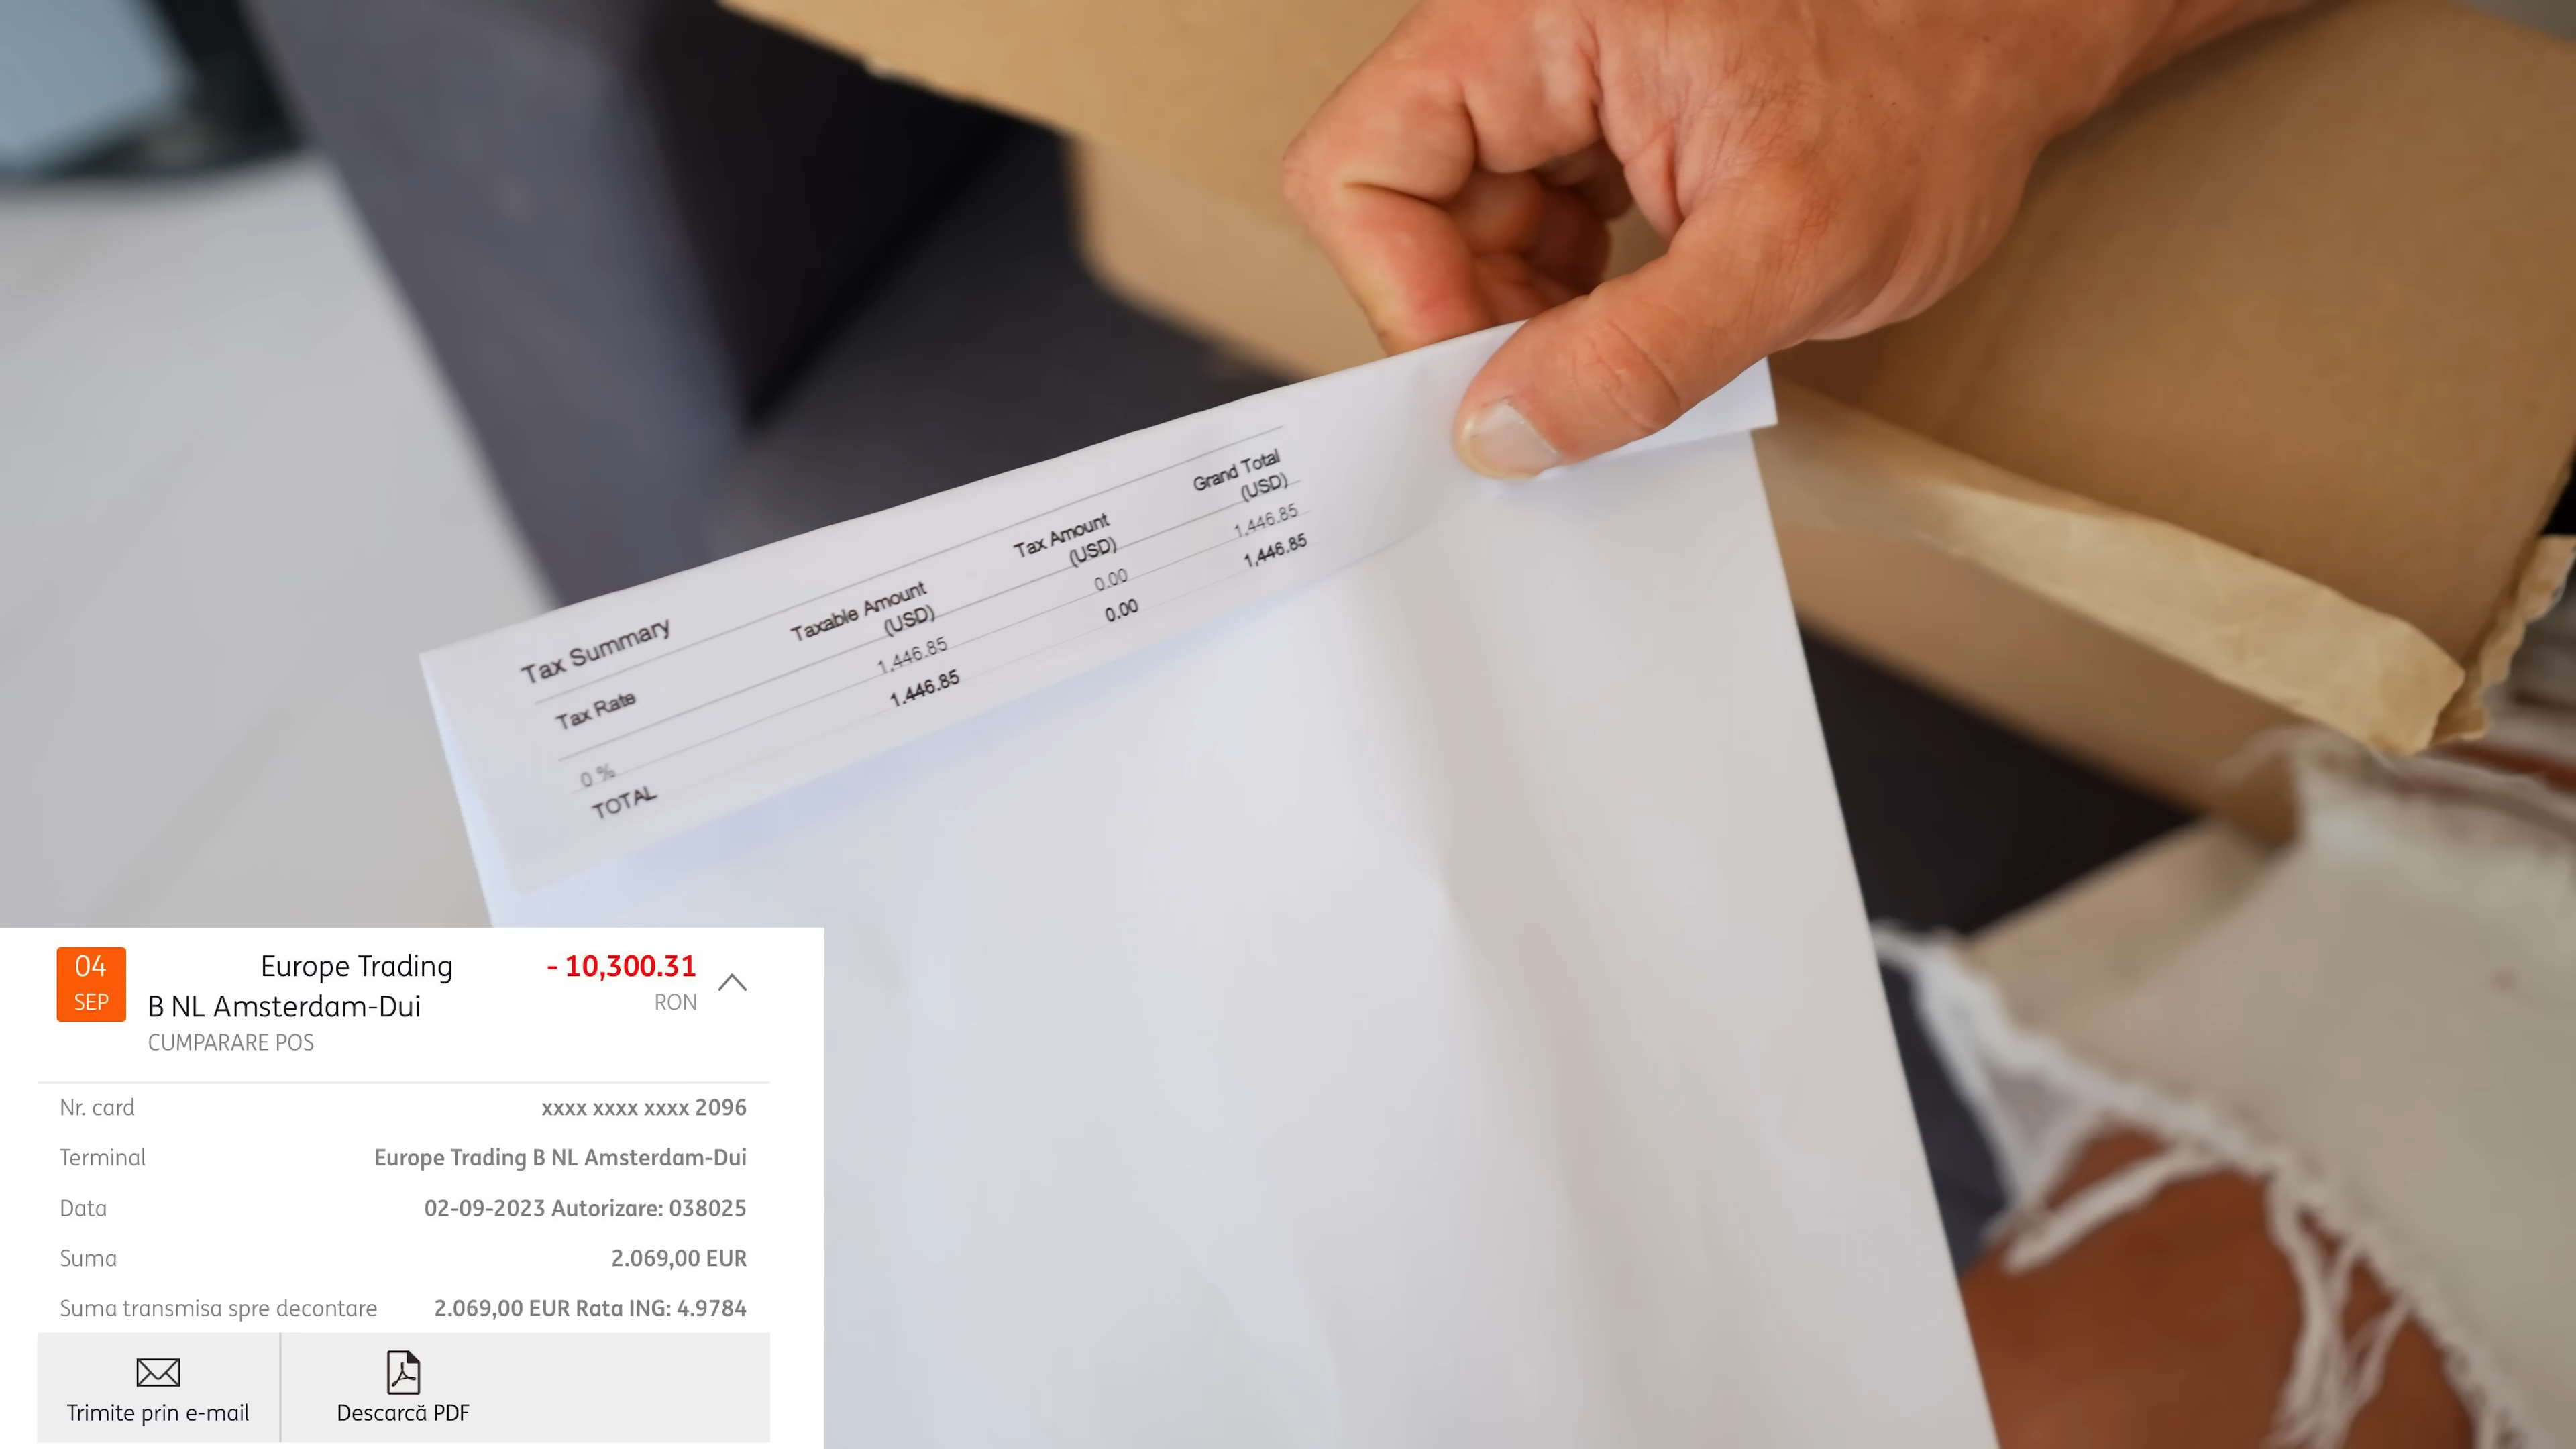 Tax Summary
Tax Rate Taxable Amount (USD) Tax Amount (USD) Grand Total (USD)
0 % 1,446.85 0.00 1,446.85
TOTAL 1,446.85 0.00 1,446.85
04 SEP
Europe Trading
B NL Amsterdam-Dui
CUMPARARE POS
- 10,300.31
RON
Nr. card xxxx xxxx xxxx 2096
Terminal Europe Trading B NL Amsterdam-Dui
Data 02-09-2023 Autorizare: 038025
Suma 2.069,00 EUR
Suma transmisa spre decontare 2.069,00 EUR Rata ING: 4.9784
Trimite prin e-mail
Descarcă PDF